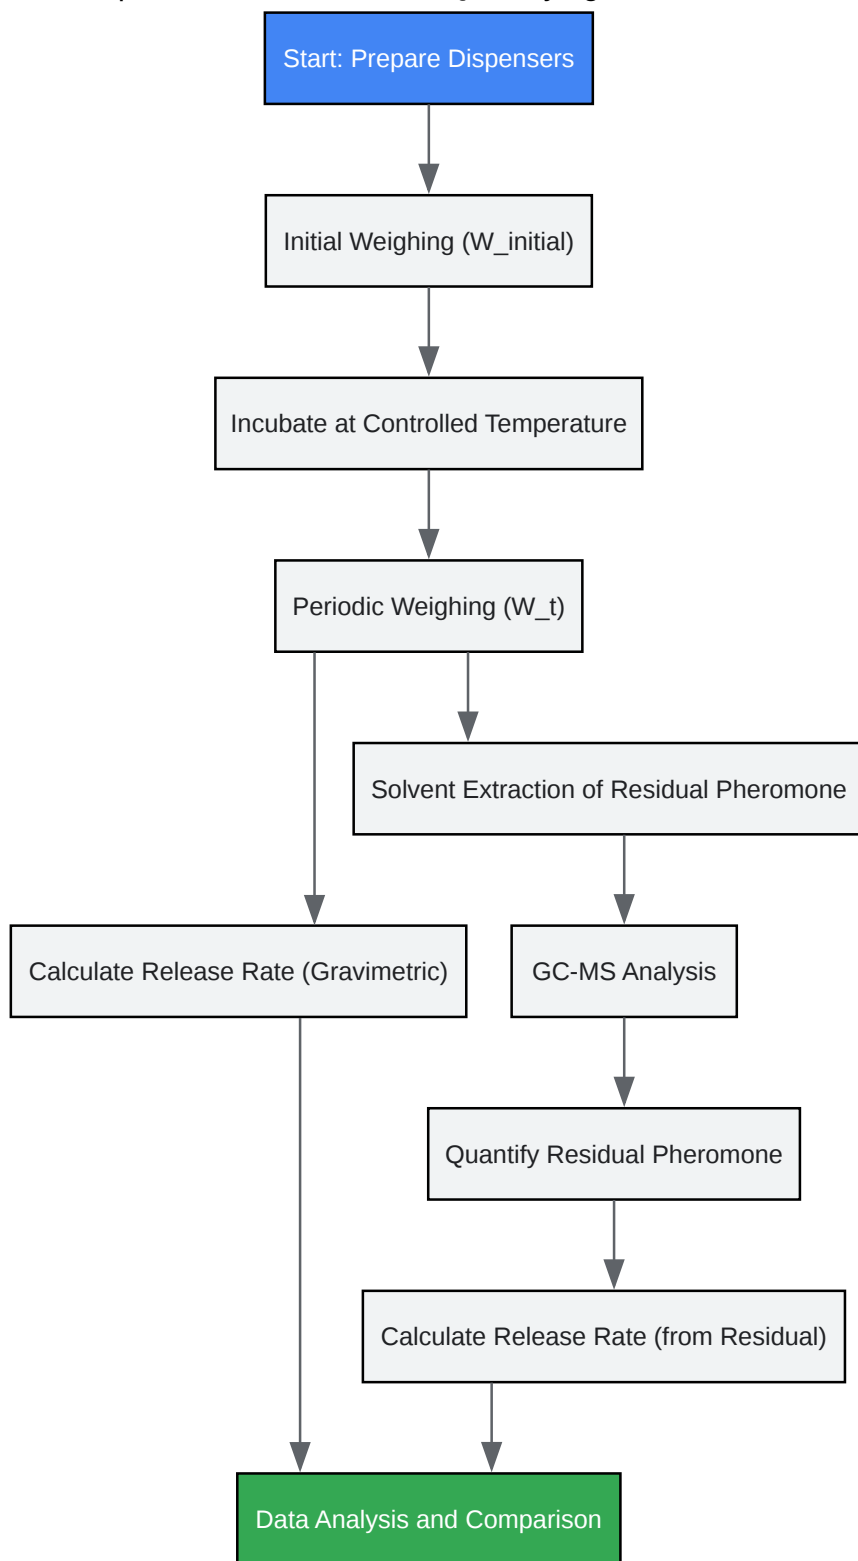 Start: Prepare Dispensers
Initial Weighing (W_initial)
Incubate at Controlled Temperature
Periodic Weighing (W_t)
Solvent Extraction of Residual Pheromone
Calculate Release Rate (Gravimetric)
GC-MS Analysis
Quantify Residual Pheromone
Calculate Release Rate (from Residual)
Data Analysis and Comparison